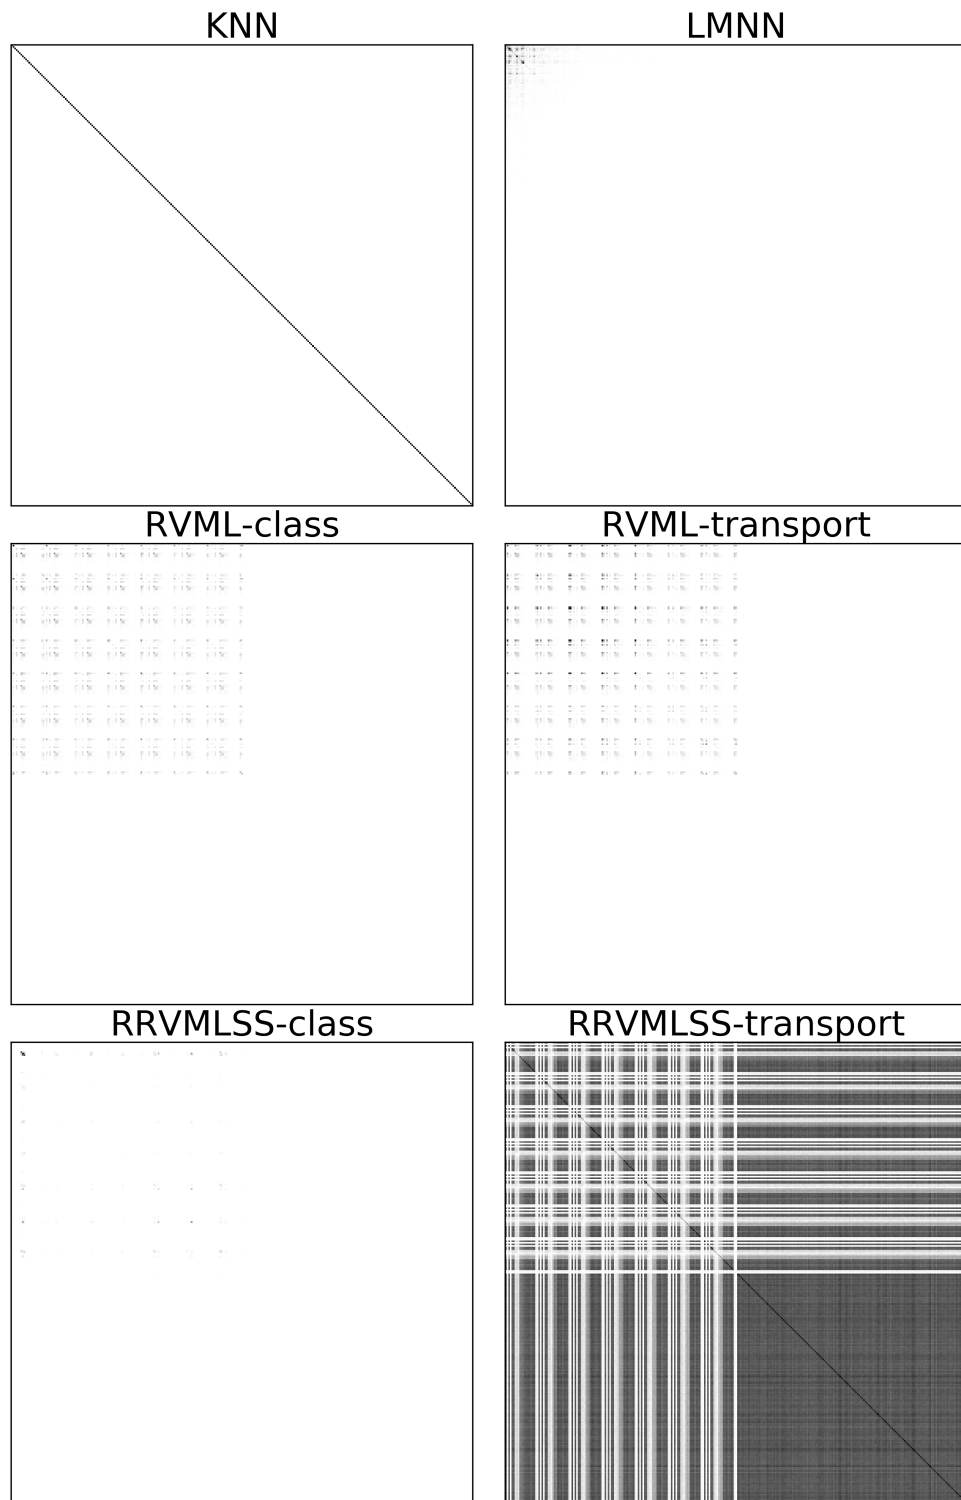 KNN
LMNN
RVML-class
RVML-transport
RRVMLSS-class
RRVMLSS-transport